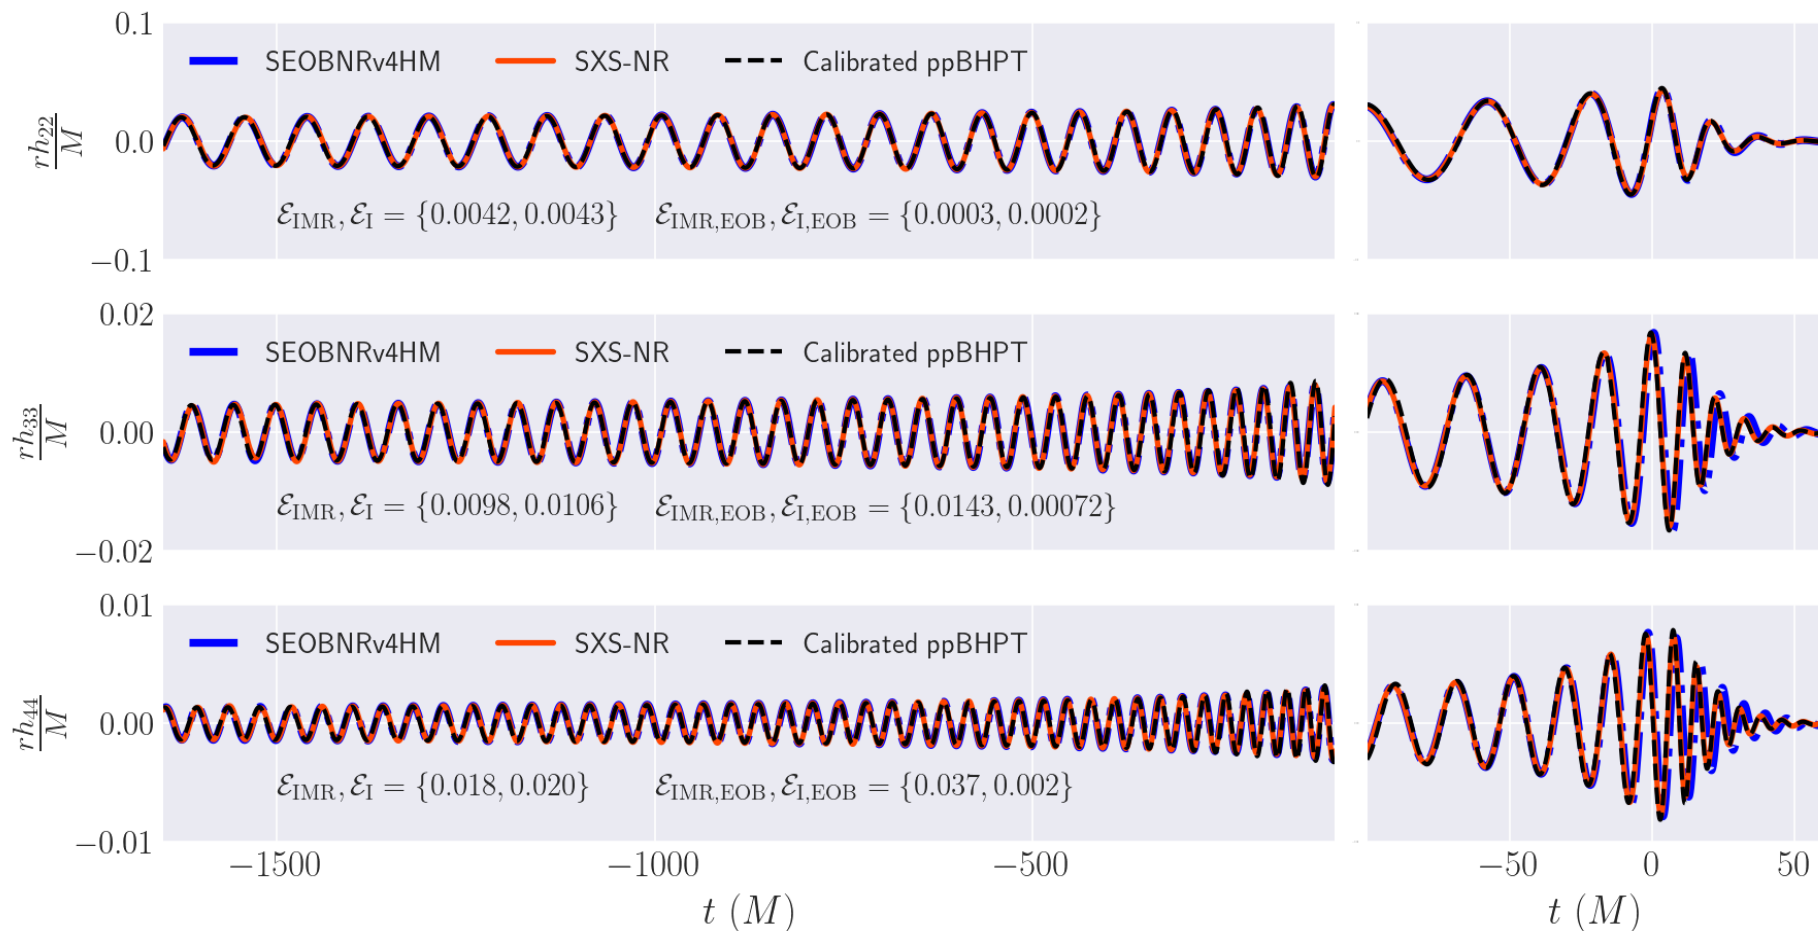 0.1
SEOBNRv4HM SXS-NR Calibrated ppBHPT
rh22/M
0.0
ℰIMR, ℰI = {0.0042, 0.0043} ℰIMR,EOB, ℰI,EOB = {0.0003, 0.0002}
−0.1
0.02
SEOBNRv4HM SXS-NR Calibrated ppBHPT
rh33/M
0.00
ℰIMR, ℰI = {0.0098, 0.0106} ℰIMR,EOB, ℰI,EOB = {0.0143, 0.00072}
−0.02
0.01
SEOBNRv4HM SXS-NR Calibrated ppBHPT
rh44/M
0.00
ℰIMR, ℰI = {0.018, 0.020} ℰIMR,EOB, ℰI,EOB = {0.037, 0.002}
−0.01
−1500 −1000 −500 −50 0 50
t (M) t (M)